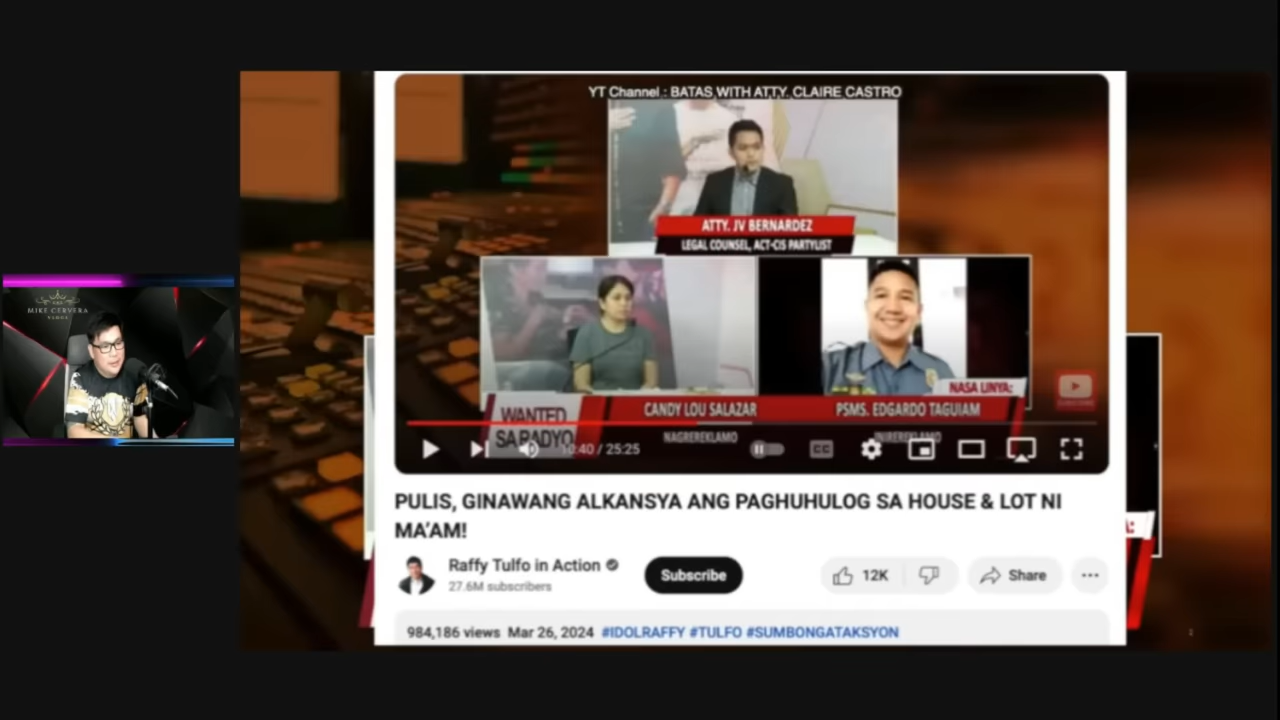 YT Channel : BATAS WITH ATTY. CLAIRE CASTRO
ATTY. JV BERNARDEZ
LEGAL COUNSEL, ACT-CIS PARTYLIST
MIKE CERVERA
NASA LINYA:
WANTED
SA RADYO
CANDY LOU SALAZAR
NAGREREKLAMO
PSMS. EDGARDO TAGUIAM
INIREREKLAMO
10:40 / 25:25
CC
PULIS, GINAWANG ALKANSYA ANG PAGHUHULOG SA HOUSE & LOT NI
MA'AM!
Raffy Tulfo in Action
27.6M subscribers
Subscribe
12K
Share
984,186 views Mar 26, 2024 #IDOLRAFFY #TULFO #SUMBONGATAKSYON